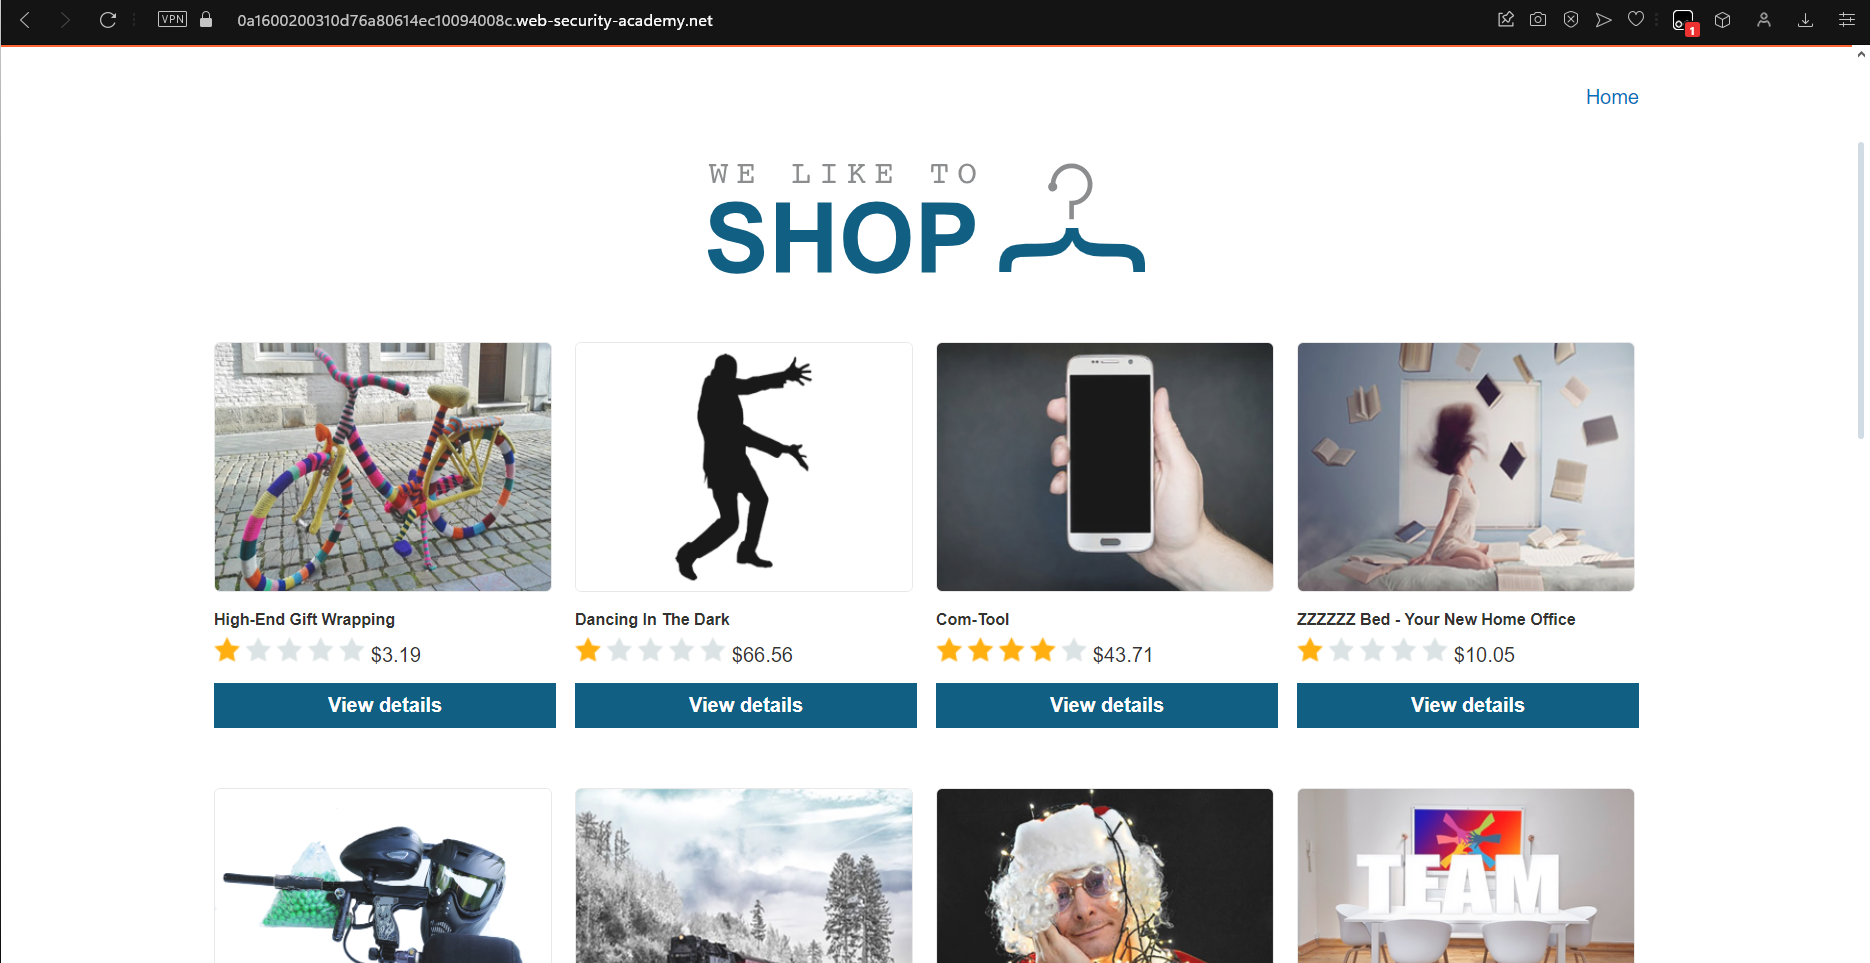 VPN
0a1600200310d76a80614ec10094008c.web-security-academy.net
1
Home
WE LIKE TO
SHOP
High-End Gift Wrapping
$3.19
View details
Dancing In The Dark
$66.56
View details
Com-Tool
$43.71
View details
ZZZZZZ Bed - Your New Home Office
$10.05
View details
TEAM